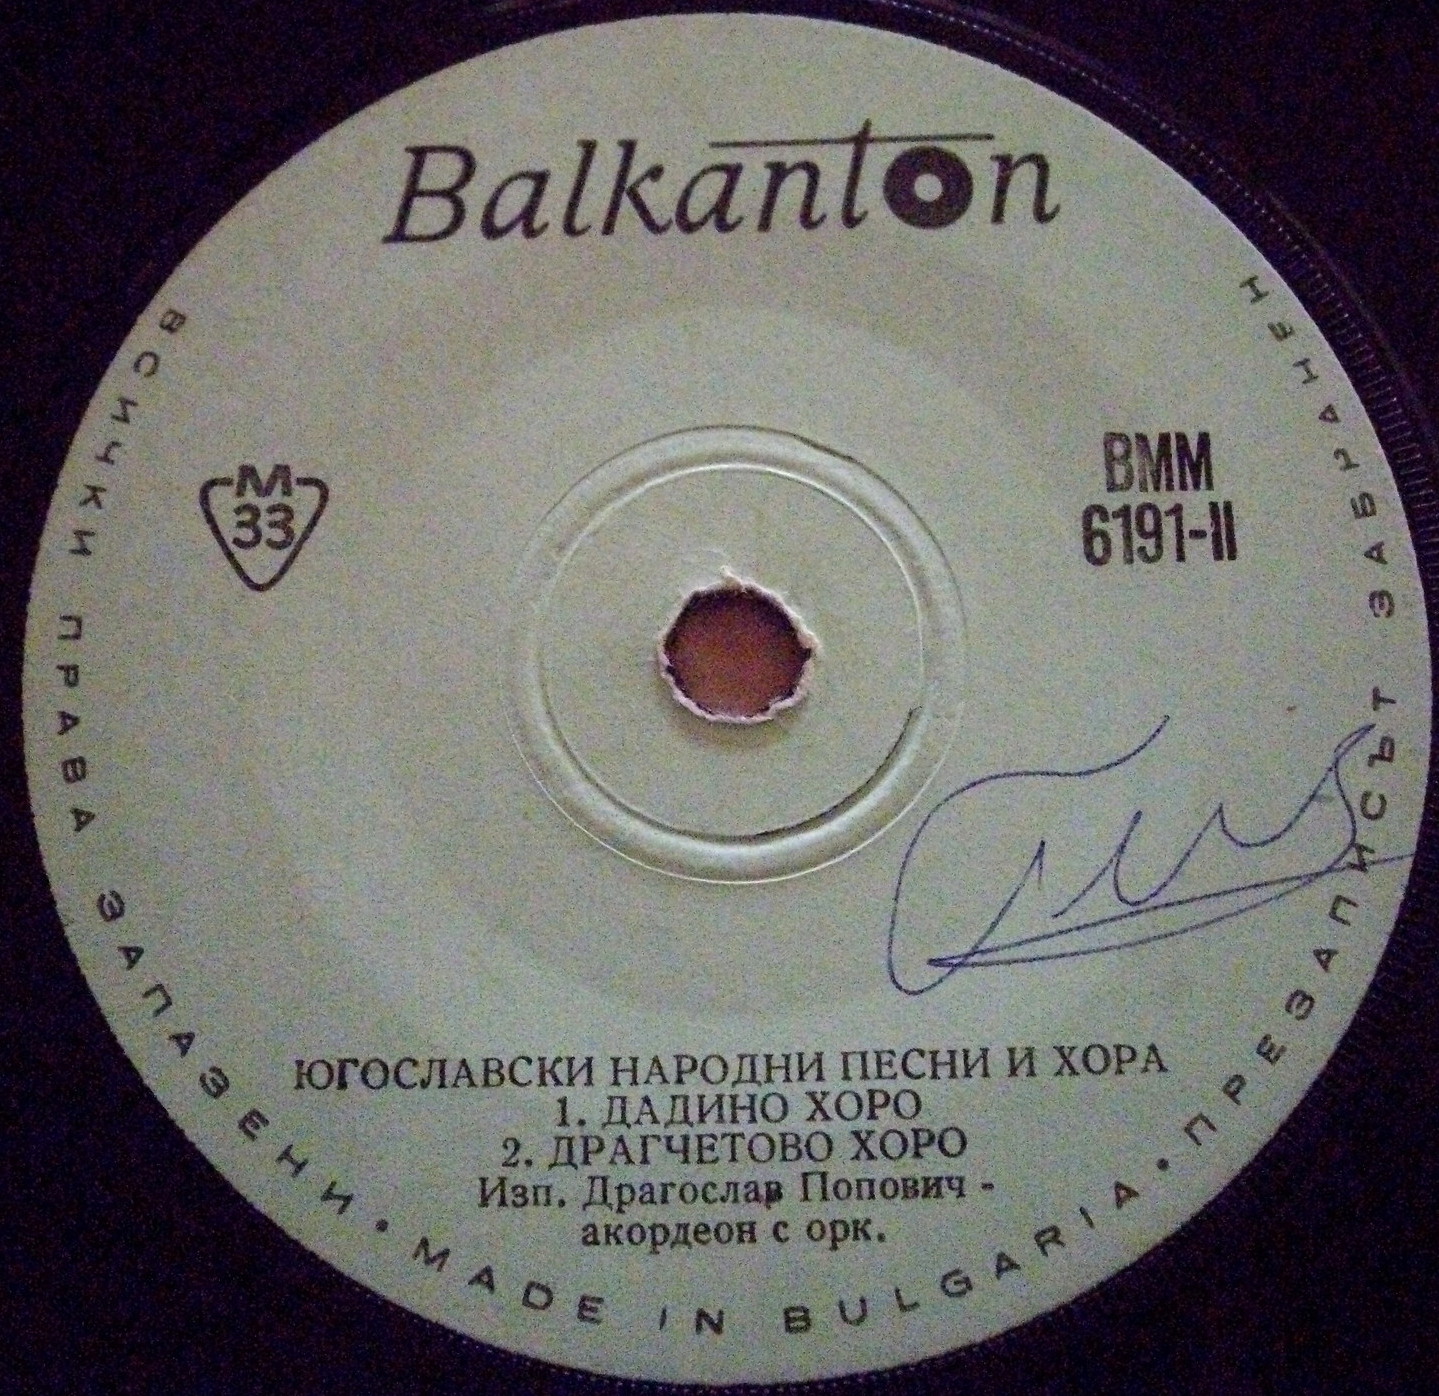 Balkanton
М
33
ВММ
6191-II
ЮГОСЛАВСКИ НАРОДНИ ПЕСНИ И ХОРА
1. ДАДИНО ХОРО
2. ДРАГЧЕТОВО ХОРО
Изп. Драгослав Попович -
акордеон с орк.
ВСИЧКИ ПРАВА ЗАПАЗЕНИ • MADE IN BULGARIA • ПРЕЗАПИСЪТ ЗАБРАНЕН